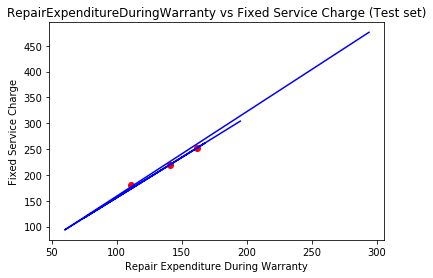 RepairExpenditureDuringWarranty vs Fixed Service Charge (Test set)
450
400
350
300
250
200
150
100
Fixed Service Charge
50 100 150 200 250 300
Repair Expenditure During Warranty